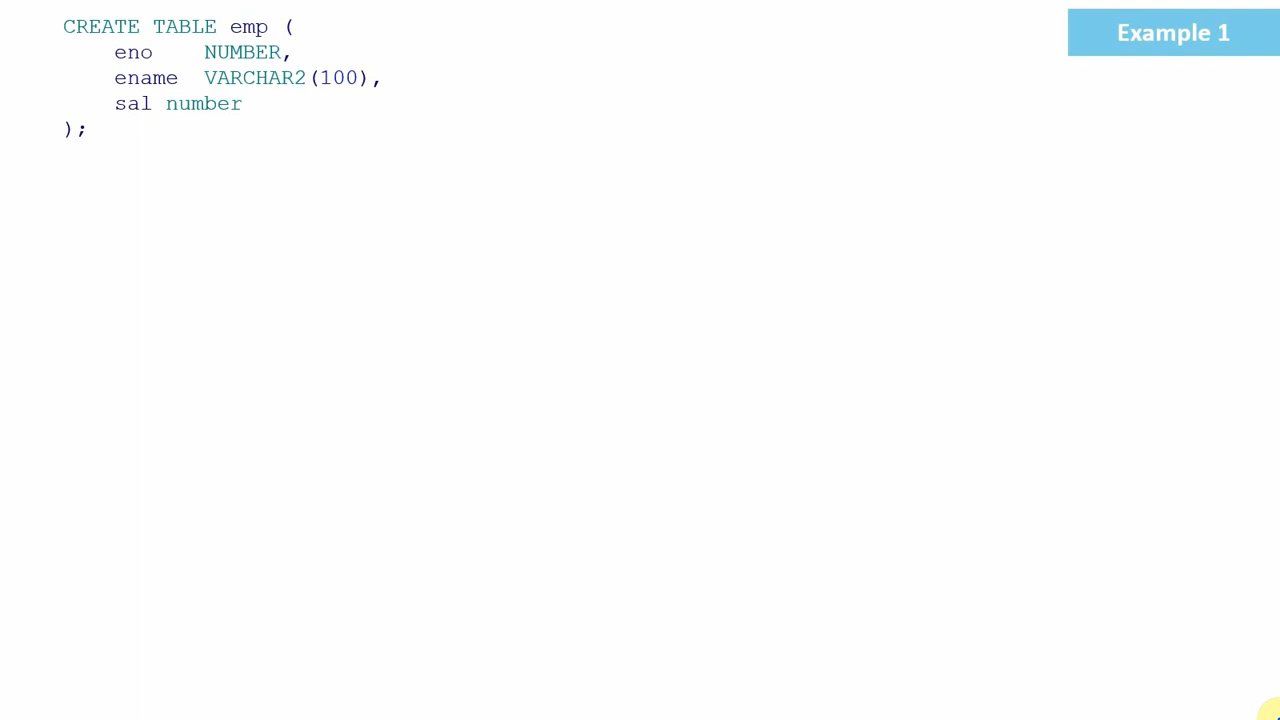 CREATE TABLE emp (
    eno    NUMBER,
    ename  VARCHAR2(100),
    sal number
);
Example 1